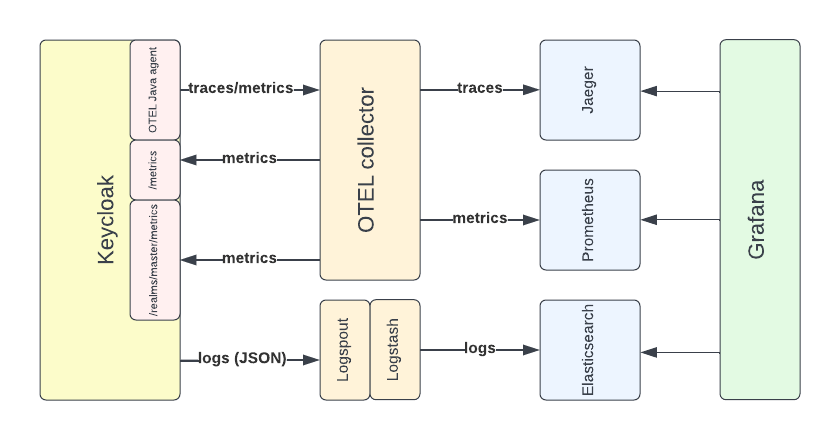 Keycloak
OTEL Java agent
/metrics
/realms/master/metrics
traces/metrics
metrics
metrics
logs (JSON)
OTEL collector
Logspout
Logstash
traces
metrics
logs
Jaeger
Prometheus
Elasticsearch
Grafana